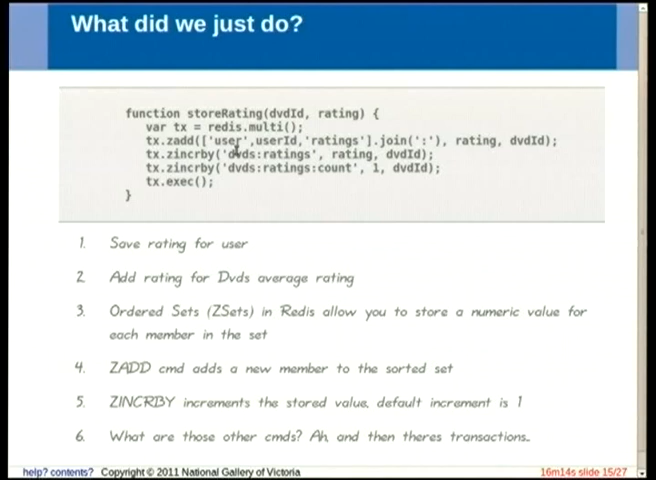 What did we just do?
function storeRating(dvdId, rating) {
var tx = redis.multi();
tx.zadd(['user',userId,'ratings'].join(':'), rating, dvdId);
tx.zincrby('dvds:ratings', rating, dvdId);
tx.zincrby('dvds:ratings:count', 1, dvdId);
tx.exec();
}
1. Save rating for user
2. Add rating for Dvds average rating
3. Ordered Sets (ZSets) in Redis allow you to store a numeric value for
each member in the set
4. ZADD cmd adds a new member to the sorted set
5. ZINCRBY increments the stored value, default increment is 1
6. What are those other cmds? Ah, and then theres transactions..
help? contents? Copyright © 2011 National Gallery of Victoria 16m14s slide 15/27